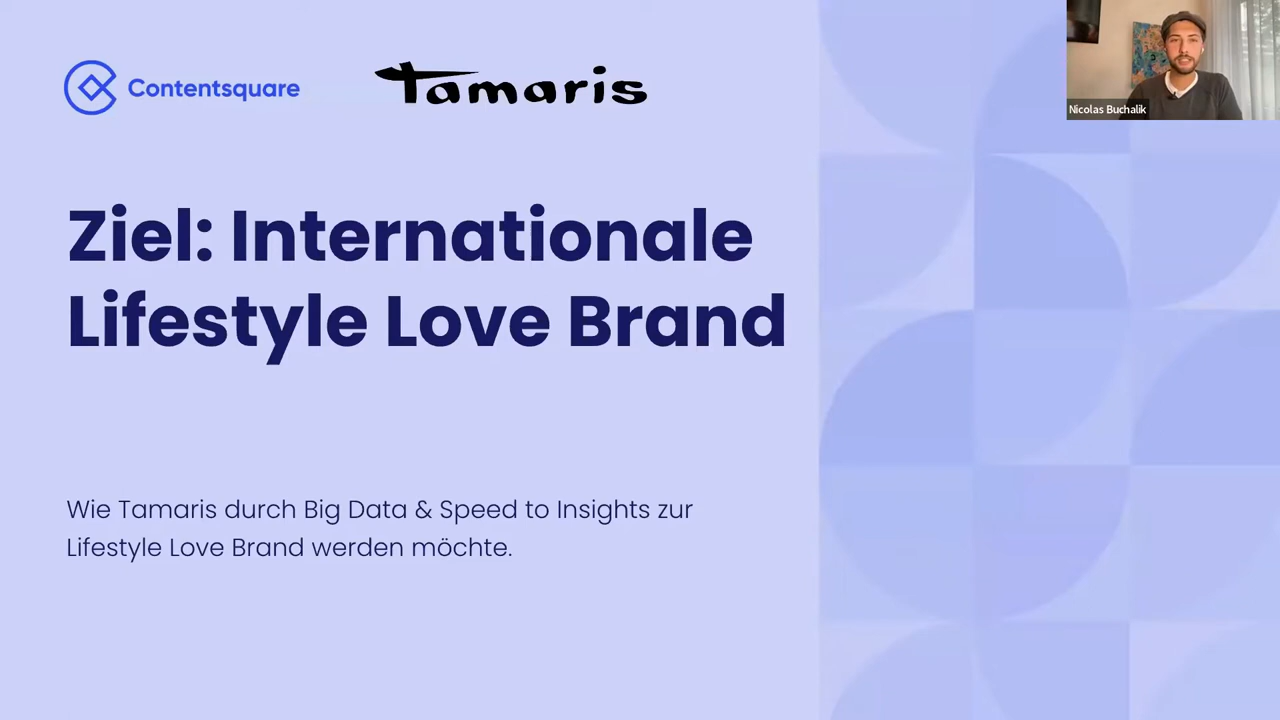 Contentsquare
Tamaris
Nicolas Buchalik
Ziel: Internationale
Lifestyle Love Brand
Wie Tamaris durch Big Data & Speed to Insights zur
Lifestyle Love Brand werden möchte.